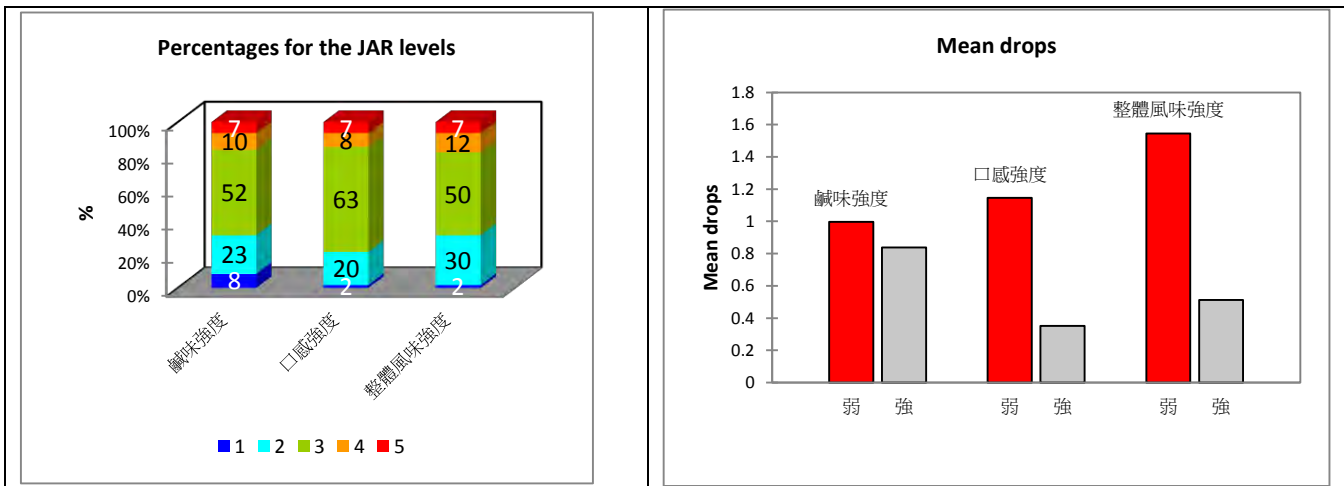 Percentages for the JAR levels
%
100%
80%
60%
40%
20%
0%
7 7 7
10 8 12
52 63 50
23 20 30
8 2 2
鹹味強度
口感強度
整體風味強度
1 2 3 4 5
Mean drops
Mean drops
1.8
1.6
1.4
1.2
1
0.8
0.6
0.4
0.2
0
鹹味強度
口感強度
整體風味強度
弱 強 弱 強 弱 強